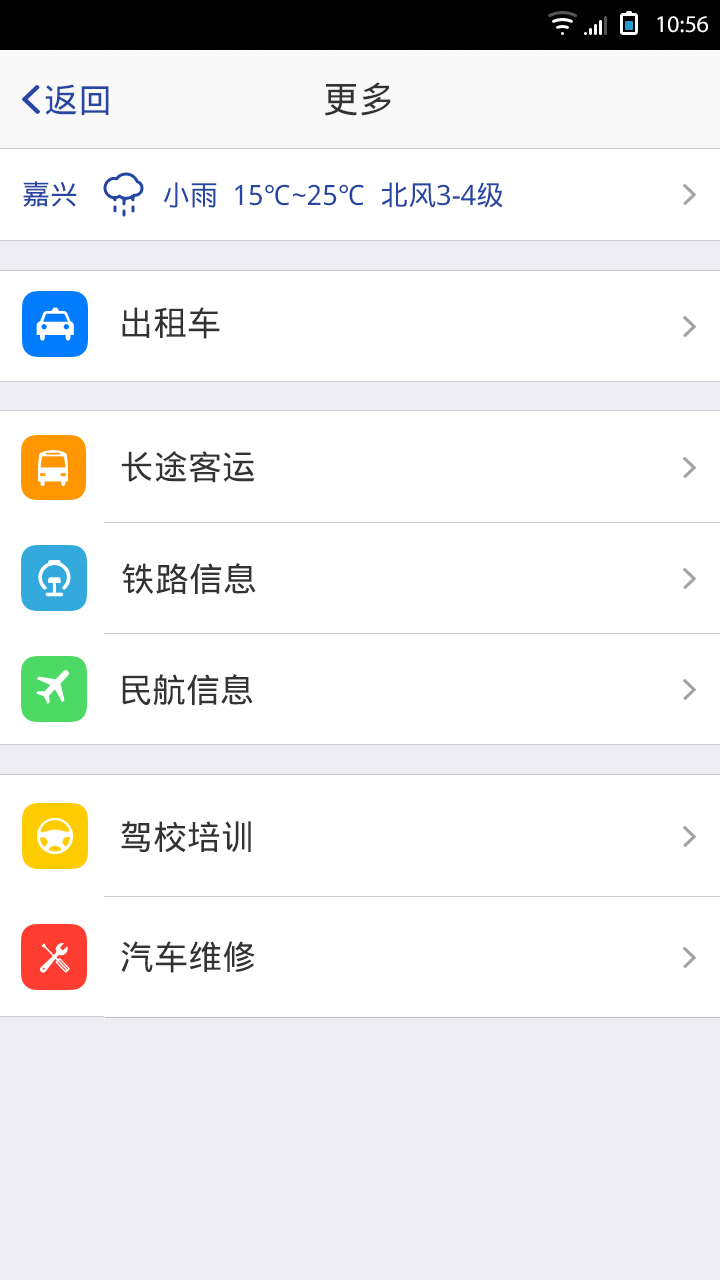 10:56
返回 更多
嘉兴 小雨 15℃~25℃ 北风3-4级
出租车
长途客运
铁路信息
民航信息
驾校培训
汽车维修